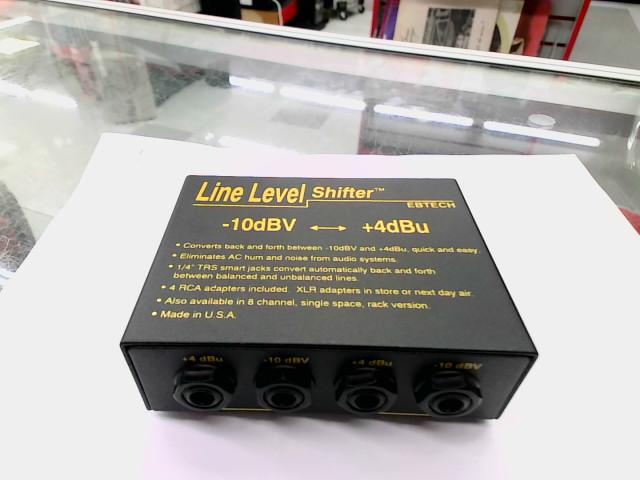 Line Level Shifter™
EBTECH
-10dBV ↔ +4dBu
• Converts back and forth between -10dBV and +4dBu, quick and easy.
• Eliminates AC hum and noise from audio systems.
• 1/4" TRS smart jacks convert automatically back and forth
between balanced and unbalanced lines.
• 4 RCA adapters included. XLR adapters in store or next day air.
• Also available in 8 channel, single space, rack version.
• Made in U.S.A.
+4 dBu -10 dBV +4 dBu -10 dBV